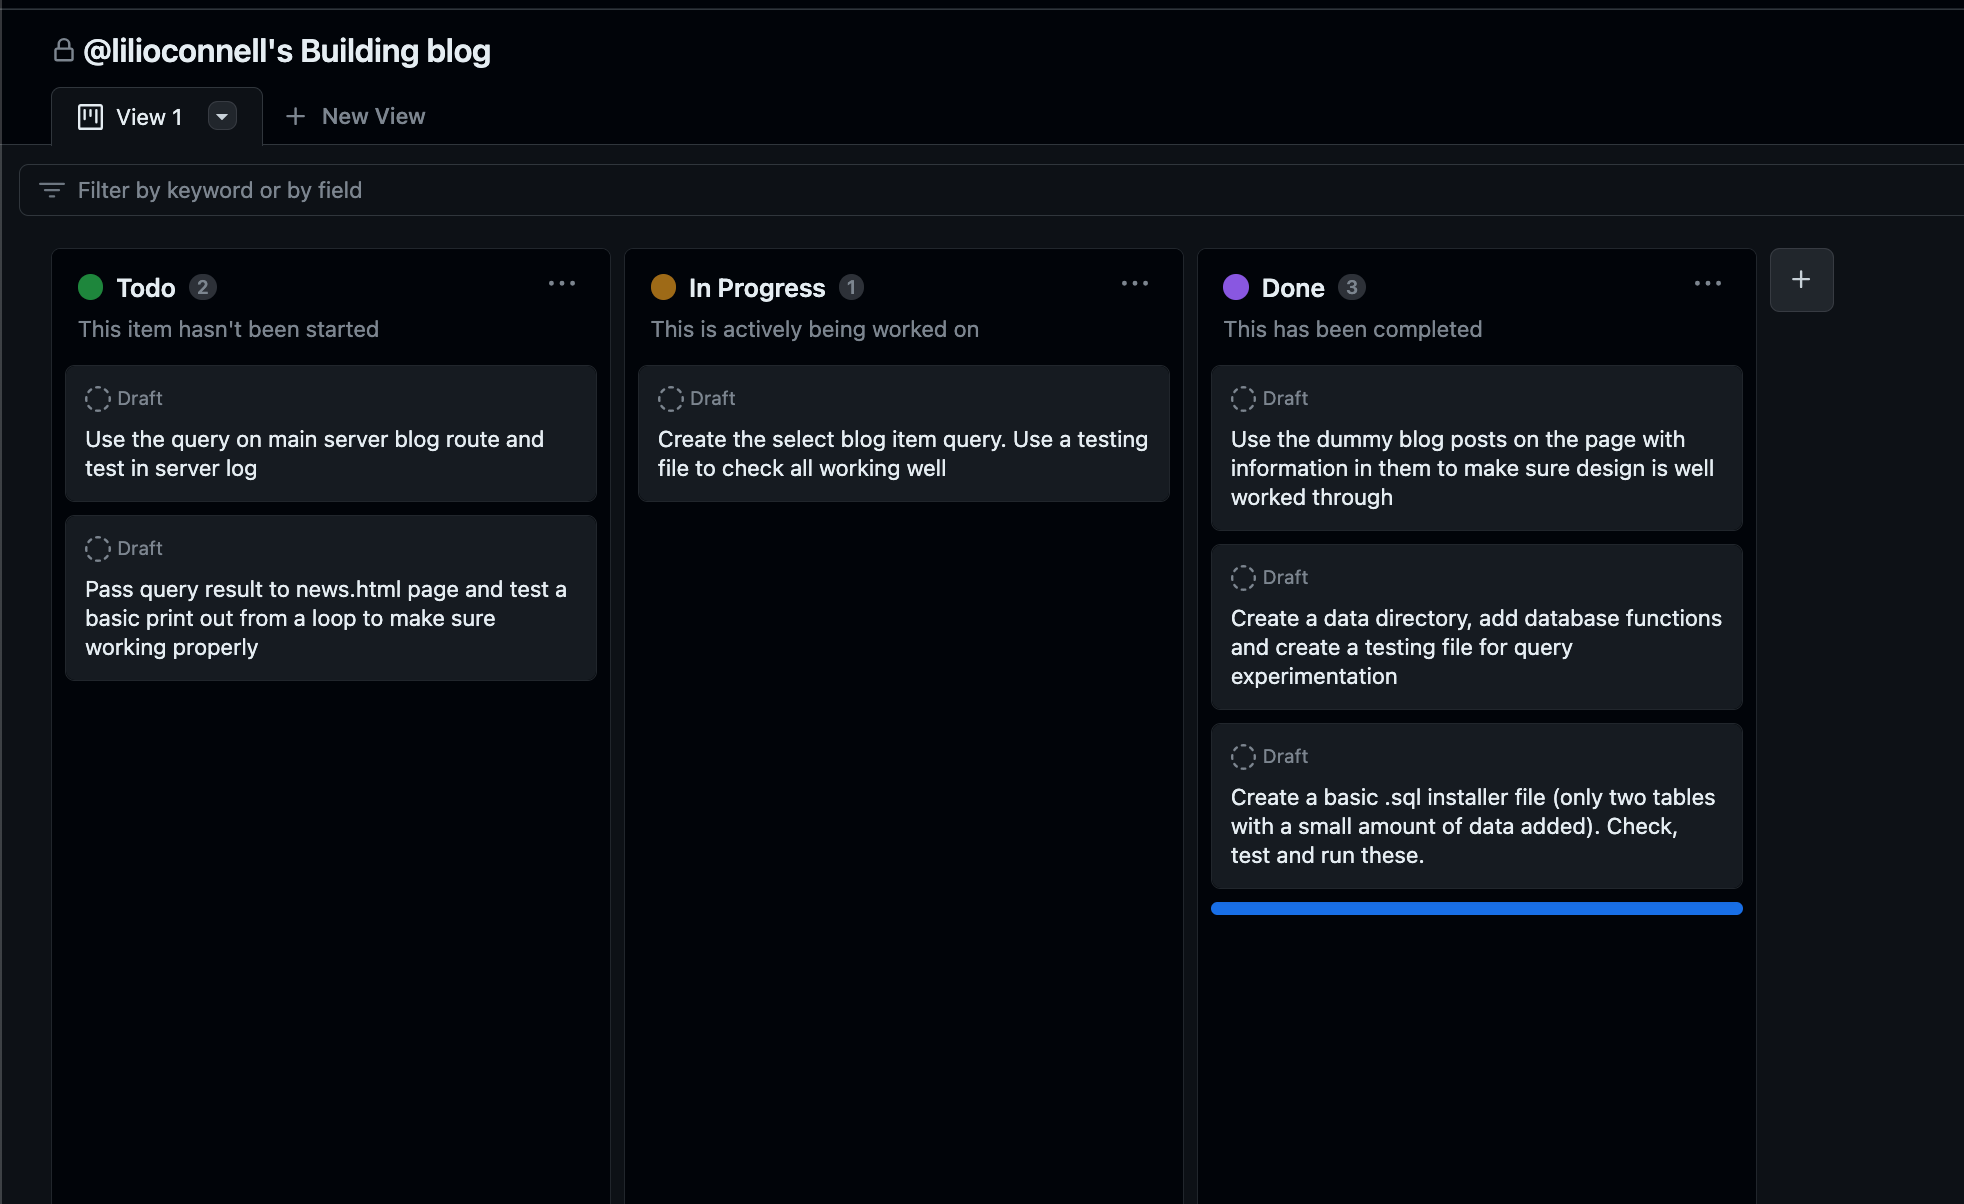 @lilioconnell's Building blog
View 1
New View
Filter by keyword or by field
Todo 2
This item hasn't been started
Draft
Use the query on main server blog route and
test in server log
Draft
Pass query result to news.html page and test a
basic print out from a loop to make sure
working properly
In Progress 1
This is actively being worked on
Draft
Create the select blog item query. Use a testing
file to check all working well
Done 3
This has been completed
Draft
Use the dummy blog posts on the page with
information in them to make sure design is well
worked through
Draft
Create a data directory, add database functions
and create a testing file for query
experimentation
Draft
Create a basic .sql installer file (only two tables
with a small amount of data added). Check,
test and run these.